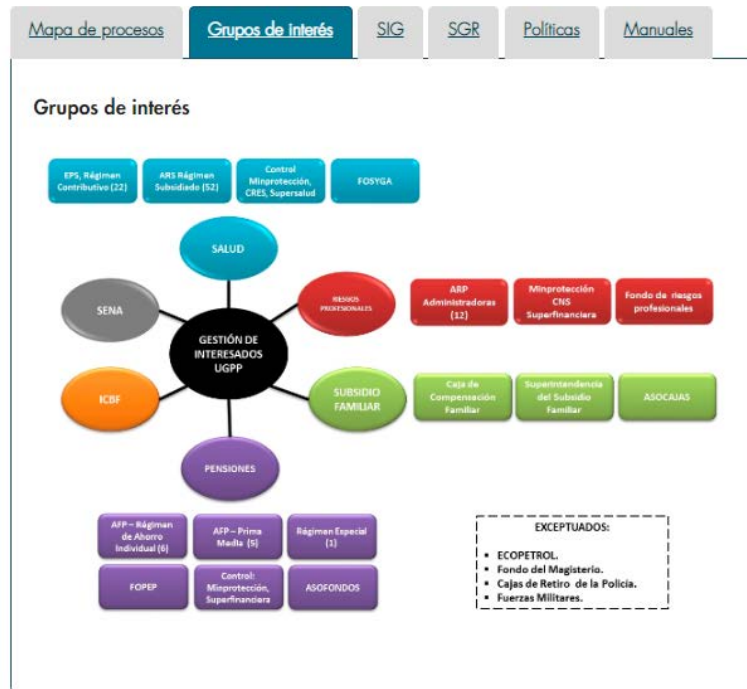 Mapa de procesos
Grupos de interés
SIG
SGR
Políticas
Manuales
Grupos de interés
EPS, Régimen
Contributivo (22)
ARS Régimen
Subsidiado (52)
Control
Minprotección,
CRES, Supersalud
FOSYGA
SALUD
SENA
RIESGOS
PROFESIONALES
ARP
Administradoras
(12)
Minprotección
CNS
Superfinanciera
Fondo de riesgos
profesionales
GESTIÓN DE
INTERESADOS
UGPP
ICBF
SUBSIDIO
FAMILIAR
Caja de
Compensación
Familiar
Superintendencia
del Subsidio
Familiar
ASOCAJAS
PENSIONES
AFP – Régimen
de Ahorro
Individual (6)
AFP – Prima
Media (5)
Régimen Especial
(1)
FOPEP
Control:
Minprotección,
Superfinanciera
ASOFONDOS
EXCEPTUADOS:
▪ ECOPETROL.
▪ Fondo del Magisterio.
▪ Cajas de Retiro de la Policía.
▪ Fuerzas Militares.